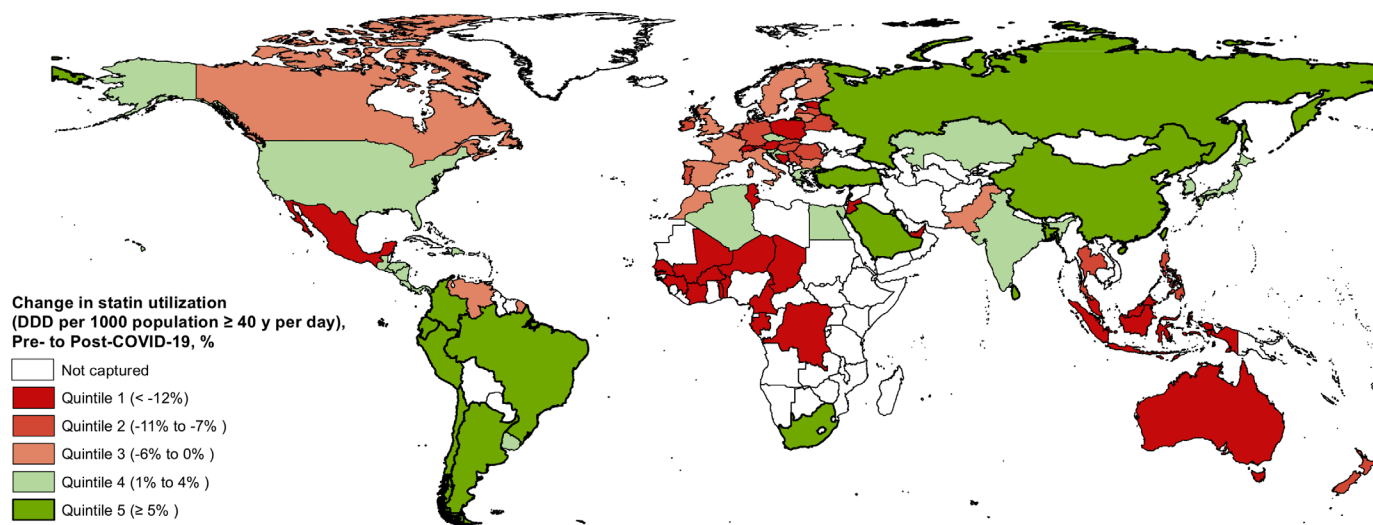 Change in statin utilization
(DDD per 1000 population ≥ 40 y per day),
Pre- to Post-COVID-19, %
Not captured
Quintile 1 (< -12%)
Quintile 2 (-11% to -7% )
Quintile 3 (-6% to 0% )
Quintile 4 (1% to 4% )
Quintile 5 (≥ 5% )